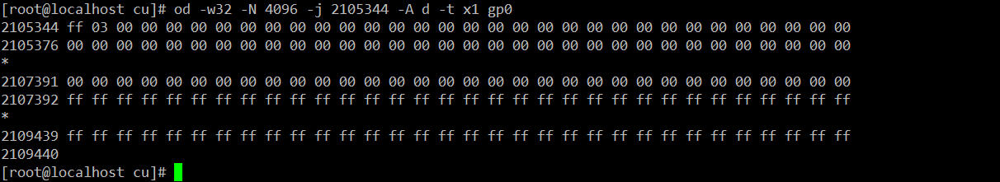 [root@localhost cu]# od -w32 -N 4096 -j 2105344 -A d -t x1 gp0
2105344 ff 03 00 00 00 00 00 00 00 00 00 00 00 00 00 00 00 00 00 00 00 00 00 00 00 00 00 00 00 00 00 00
2105376 00 00 00 00 00 00 00 00 00 00 00 00 00 00 00 00 00 00 00 00 00 00 00 00 00 00 00 00 00 00 00 00
*
2107391 00 00 00 00 00 00 00 00 00 00 00 00 00 00 00 00 00 00 00 00 00 00 00 00 00 00 00 00 00 00 00 00
2107392 ff ff ff ff ff ff ff ff ff ff ff ff ff ff ff ff ff ff ff ff ff ff ff ff ff ff ff ff ff ff ff ff
*
2109439 ff ff ff ff ff ff ff ff ff ff ff ff ff ff ff ff ff ff ff ff ff ff ff ff ff ff ff ff ff ff ff ff
2109440
[root@localhost cu]#